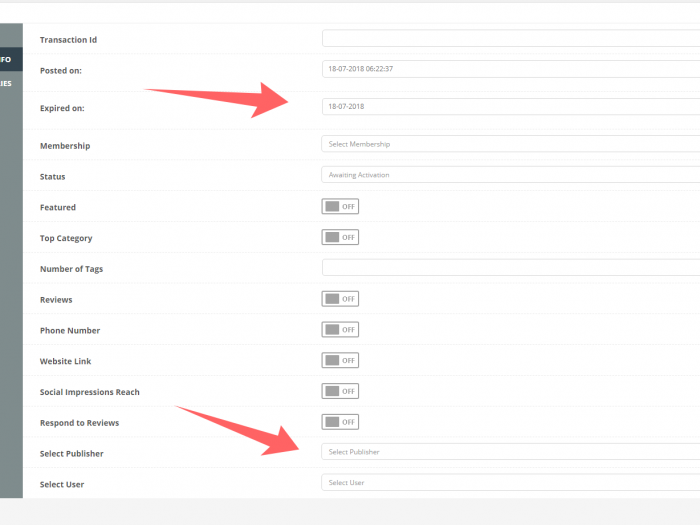 Transaction Id
Posted on: 18-07-2018 06:22:37
Expired on: 18-07-2018
Membership Select Membership
Status Awaiting Activation
Featured OFF
Top Category OFF
Number of Tags
Reviews OFF
Phone Number OFF
Website Link OFF
Social Impressions Reach OFF
Respond to Reviews OFF
Select Publisher Select Publisher
Select User Select User